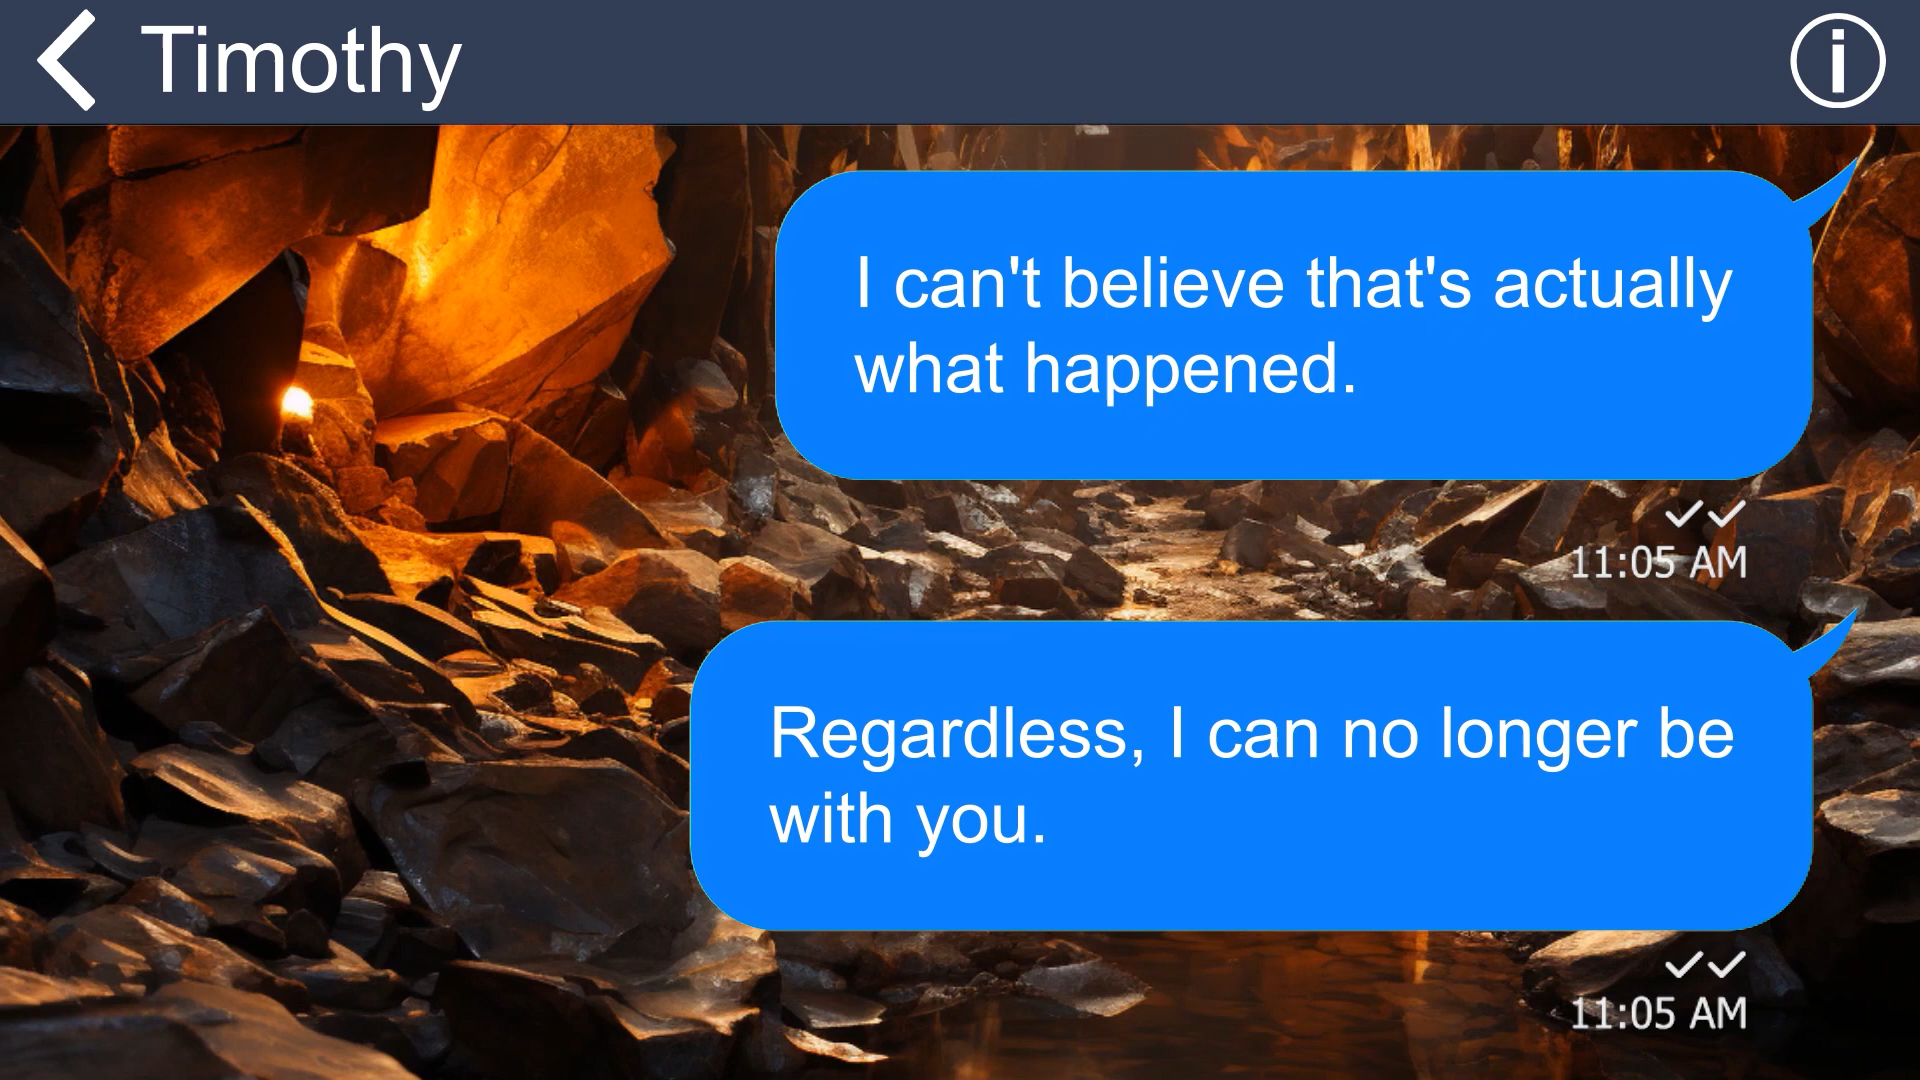 Timothy
I can't believe that's actually
what happened.
11:05 AM
Regardless, I can no longer be
with you.
11:05 AM